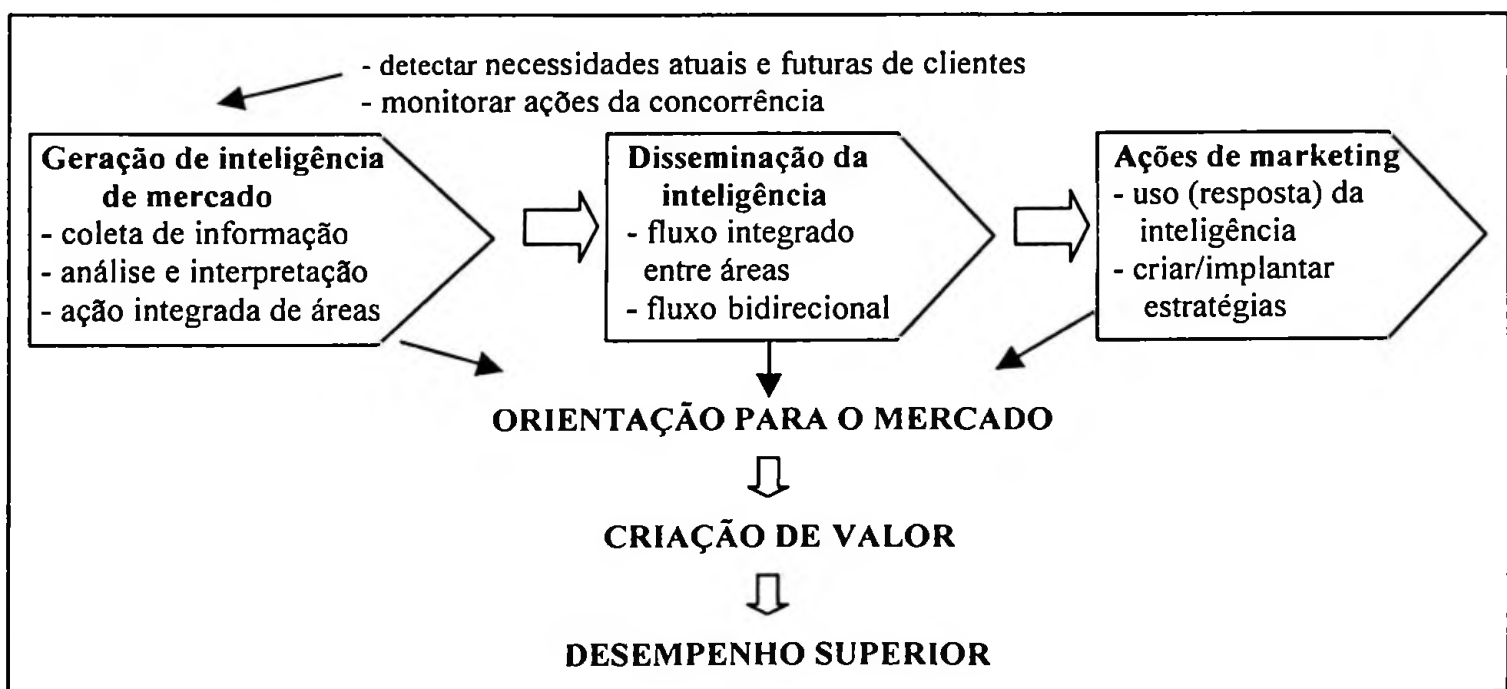 - detectar necessidades atuais e futuras de clientes
- monitorar ações da concorrência
Geração de inteligência
de mercado
- coleta de informação
- análise e interpretação
- ação integrada de áreas
Disseminação da
inteligência
- fluxo integrado
entre áreas
- fluxo bidirecional
Ações de marketing
- uso (resposta) da
inteligência
- criar/implantar
estratégias
ORIENTAÇÃO PARA O MERCADO
CRIAÇÃO DE VALOR
DESEMPENHO SUPERIOR